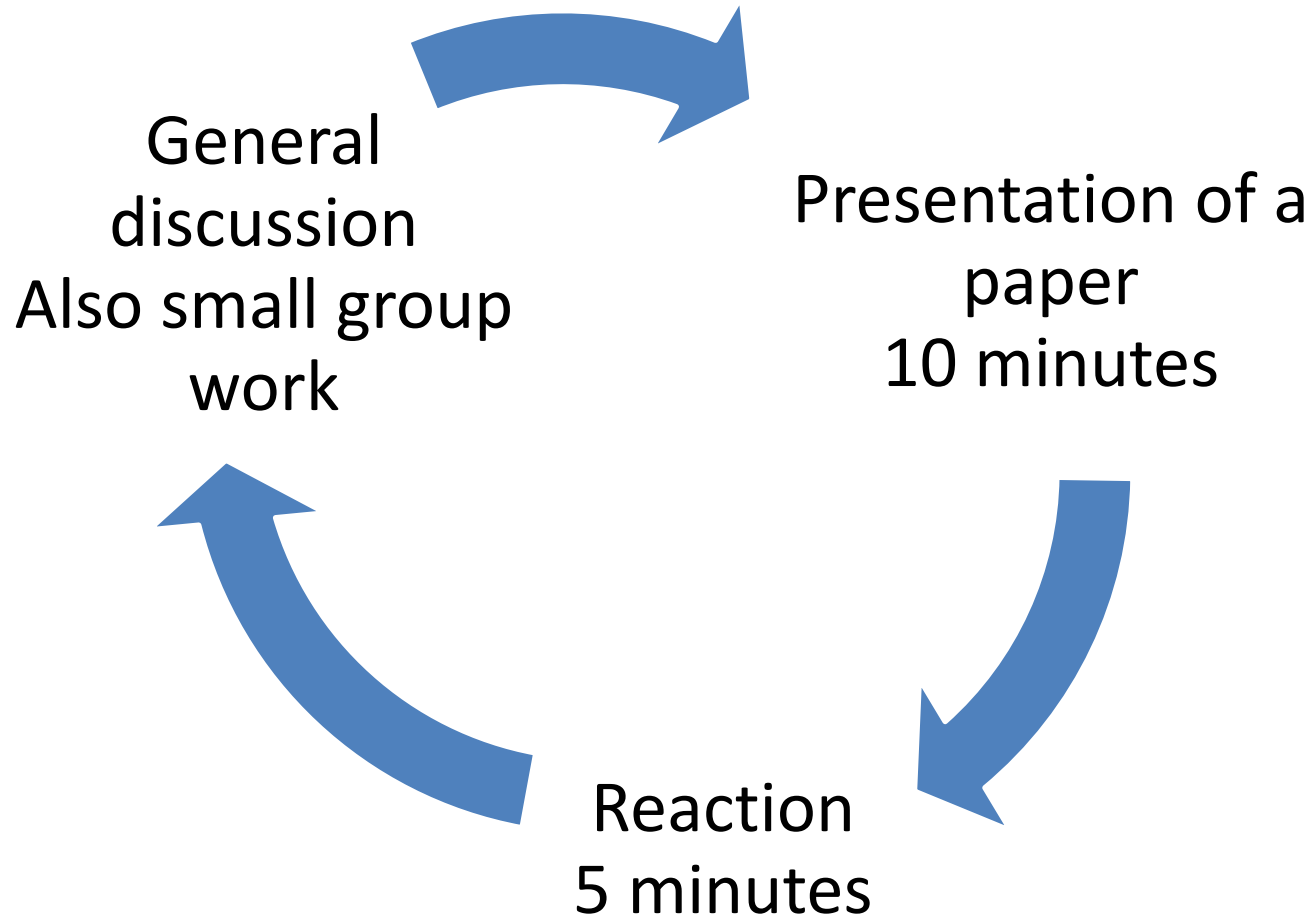 General
discussion
Also small group
work
Presentation of a
paper
10 minutes
Reaction
5 minutes